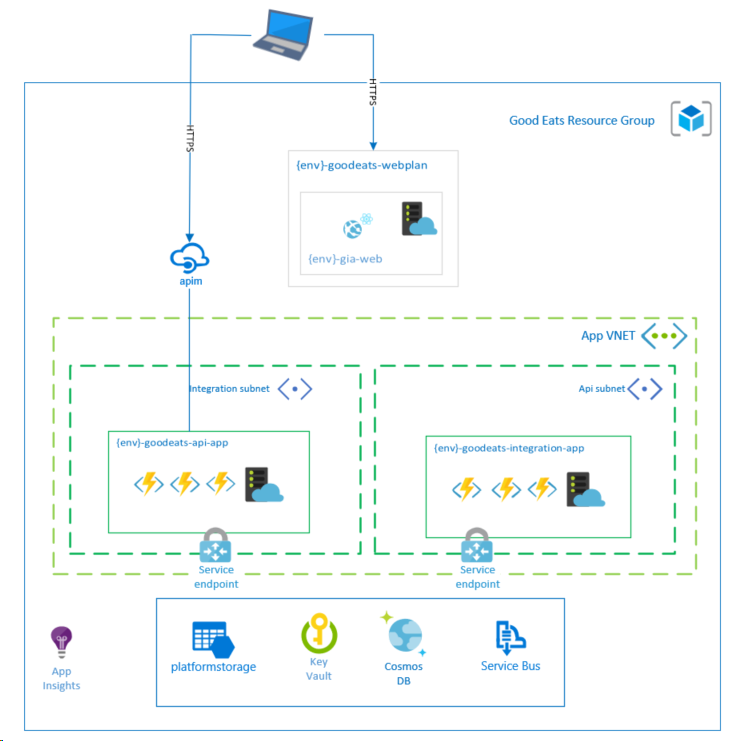 HTTPS
HTTPS
Good Eats Resource Group
{env}-goodeats-webplan
{env}-gia-web
apim
App VNET
Integration subnet
Api subnet
{env}-goodeats-api-app
{env}-goodeats-integration-app
Service
endpoint
Service
endpoint
App
Insights
platformstorage
Key
Vault
Cosmos
DB
Service Bus